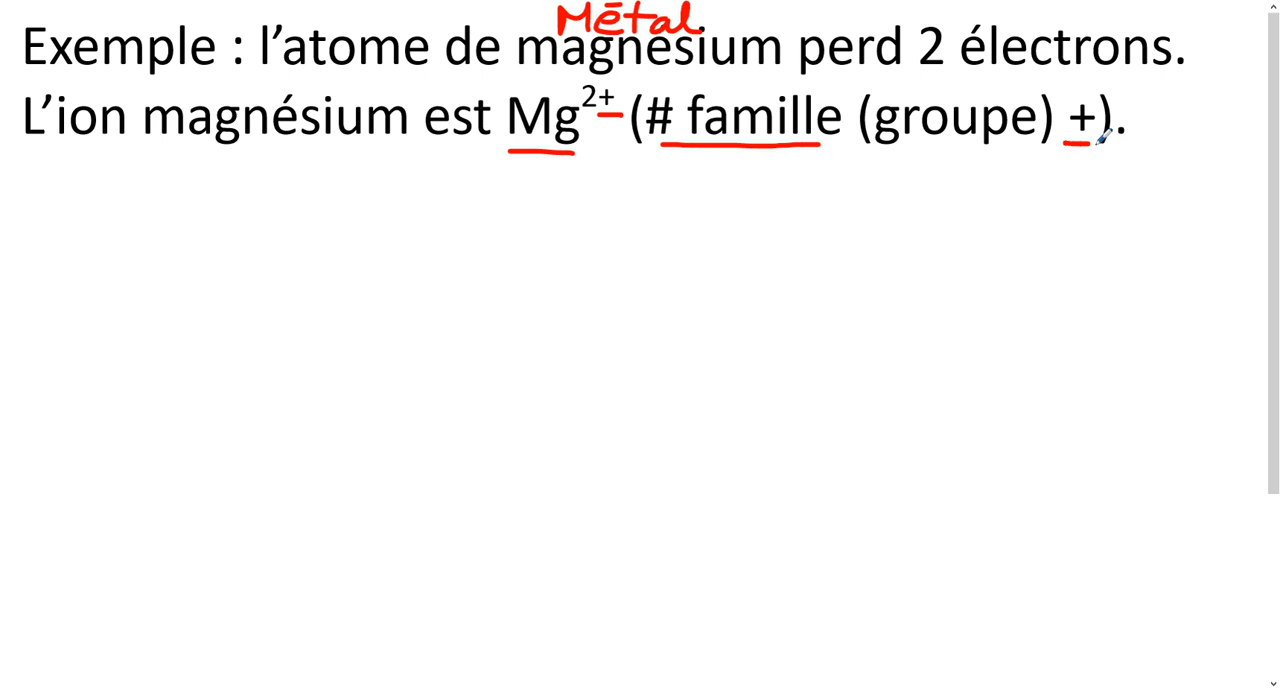 Métal
Exemple : l’atome de magnésium perd 2 électrons.
L’ion magnésium est Mg²⁺ (# famille (groupe) +).